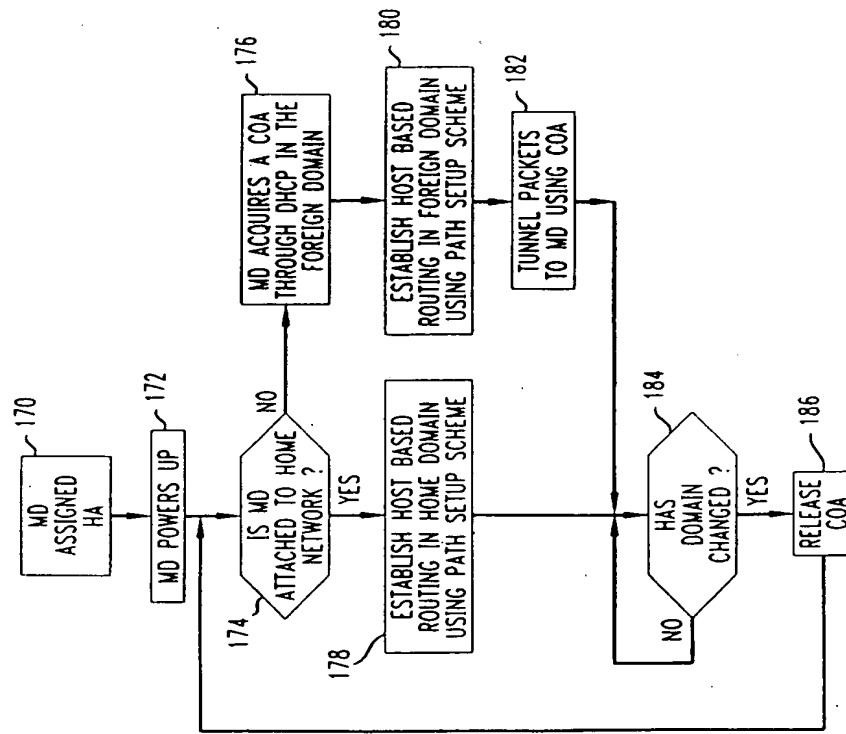 170
MD
ASSIGNED
HA
172
MD POWERS UP
174
IS MD
ATTACHED TO HOME
NETWORK ?
NO
YES
176
MD ACQUIRES A COA
THROUGH DHCP IN THE
FOREIGN DOMAIN
178
ESTABLISH HOST BASED
ROUTING IN HOME DOMAIN
USING PATH SETUP SCHEME
180
ESTABLISH HOST BASED
ROUTING IN FOREIGN DOMAIN
USING PATH SETUP SCHEME
182
TUNNEL PACKETS
TO MD USING COA
184
HAS
DOMAIN
CHANGED ?
NO
YES
186
RELEASE
COA